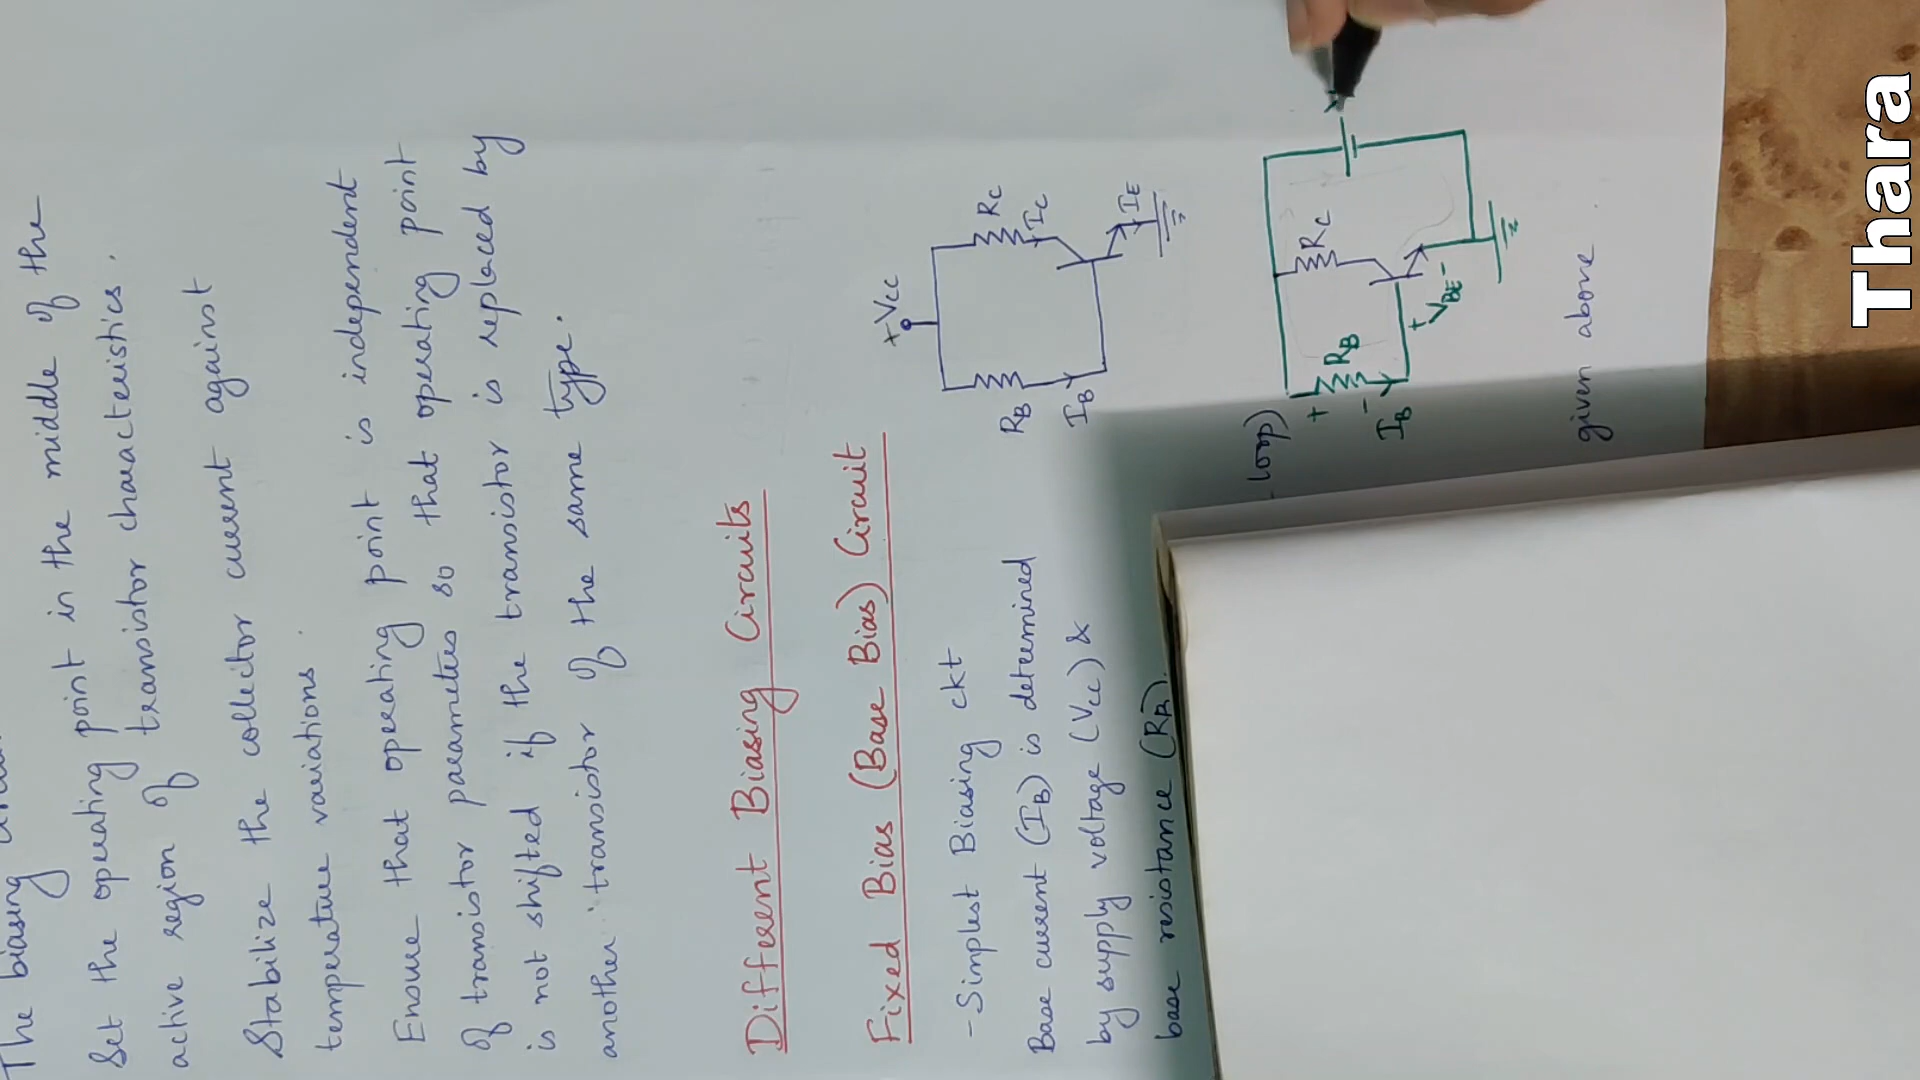 The biasing
Set the operating point in the middle of the
active region of transistor characteristics.
Stabilize the collector current against
temperature variations.
Ensure that operating point is independent
of transistor parameters so that operating point
is not shifted if the transistor is replaced by
another transistor of the same type.
Different Biasing Circuits
Fixed Bias (Base Bias) Circuit
- Simplest Biasing ckt
Base current (IB) is determined
by supply voltage (Vcc) &
base resistance (RB).
+Vcc
RB
RC
IC
IB
IE
loop)
+
RB
-
IB
RC
+ VBE -
given above
Thara